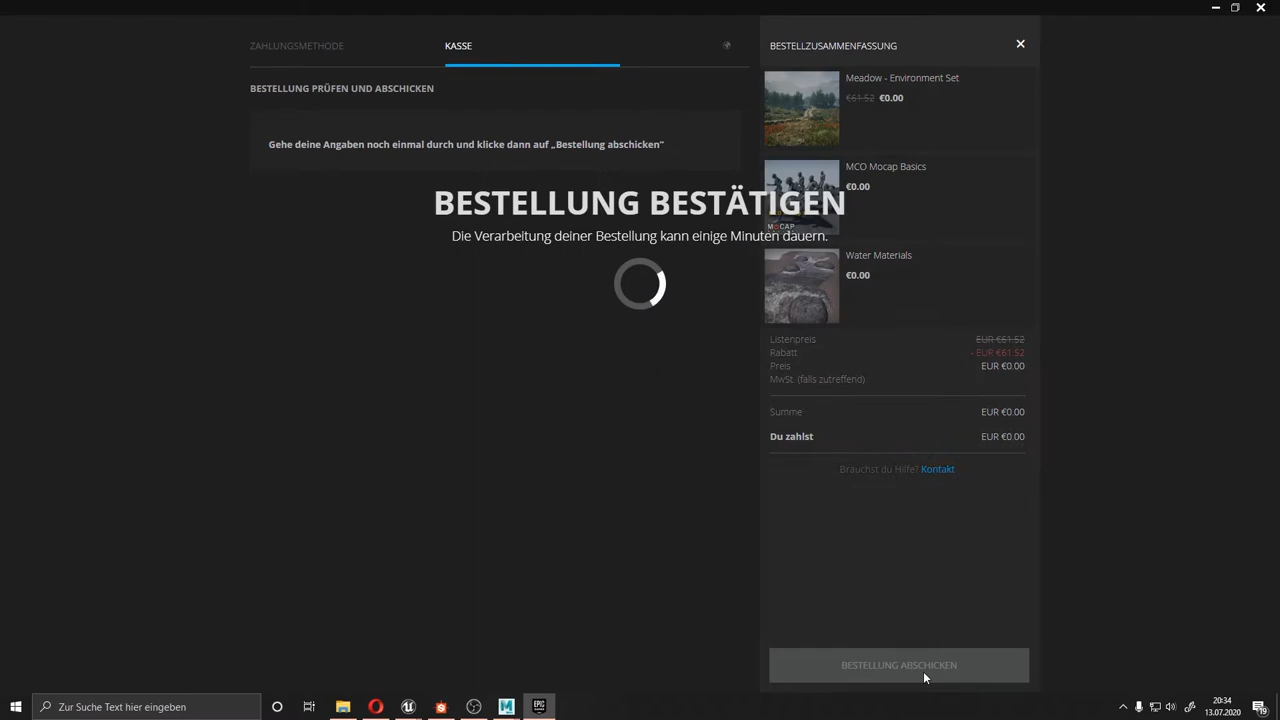 ZAHLUNGSMETHODE
KASSE
BESTELLUNG PRÜFEN UND ABSCHICKEN
Gehe deine Angaben noch einmal durch und klicke dann auf „Bestellung abschicken“
BESTELLUNG BESTÄTIGEN
Die Verarbeitung deiner Bestellung kann einige Minuten dauern.
BESTELLZUSAMMENFASSUNG
Meadow - Environment Set
€61.52 €0.00
MCO Mocap Basics
€0.00
MOCAP
Water Materials
€0.00
Listenpreis EUR €61.52
Rabatt - EUR €61.52
Preis EUR €0.00
MwSt. (falls zutreffend)
Summe EUR €0.00
Du zahlst EUR €0.00
Brauchst du Hilfe? Kontakt
BESTELLUNG ABSCHICKEN
Zur Suche Text hier eingeben
EPIC GAMES
20:34
13.07.2020
19